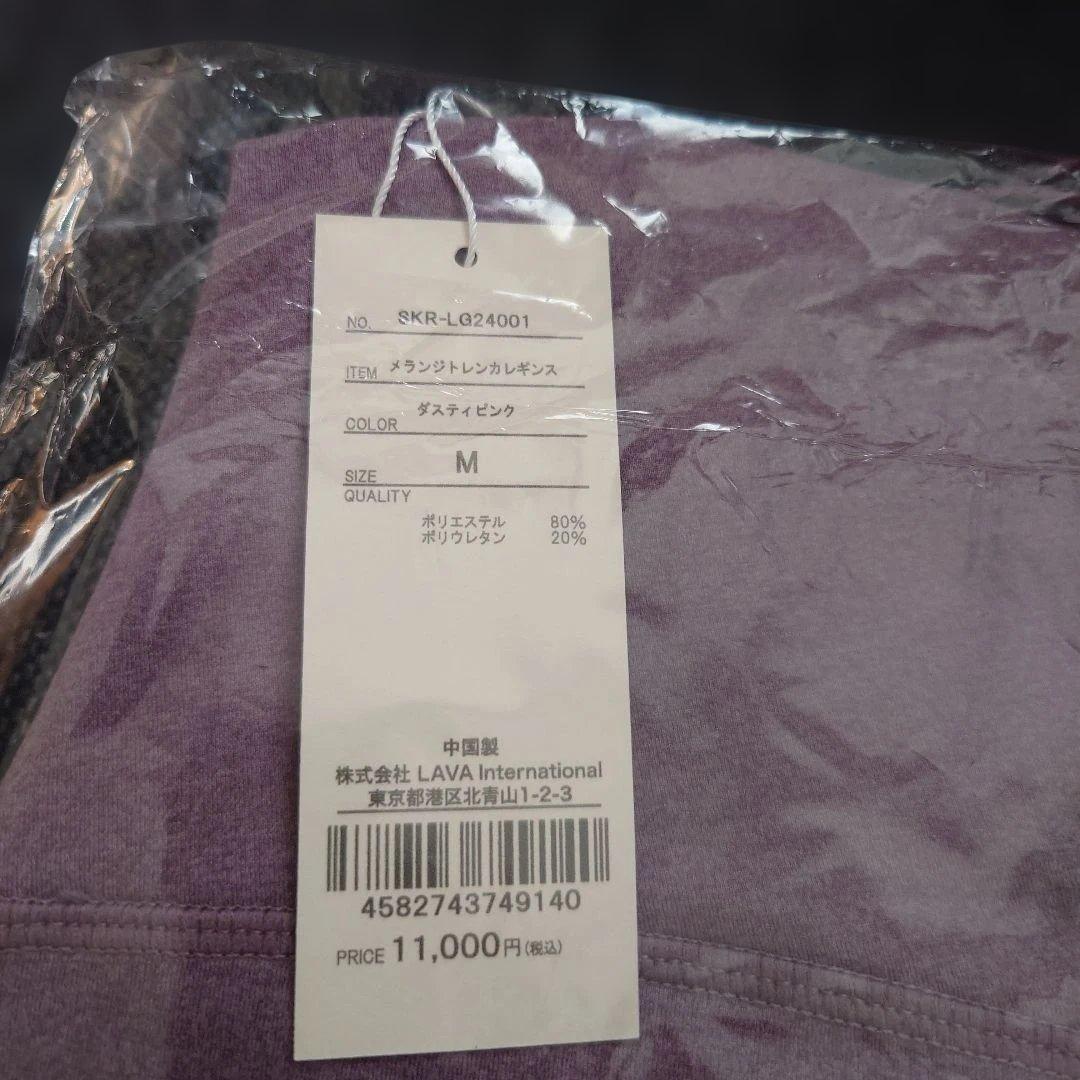 NO. SKR-LG24001
ITEM メランジトレンカレギンス
COLOR ダスティピンク
SIZE M
QUALITY
ポリエステル 80%
ポリウレタン 20%
中国製
株式会社 LAVA International
東京都港区北青山1-2-3
4582743749140
PRICE 11,000円(税込)